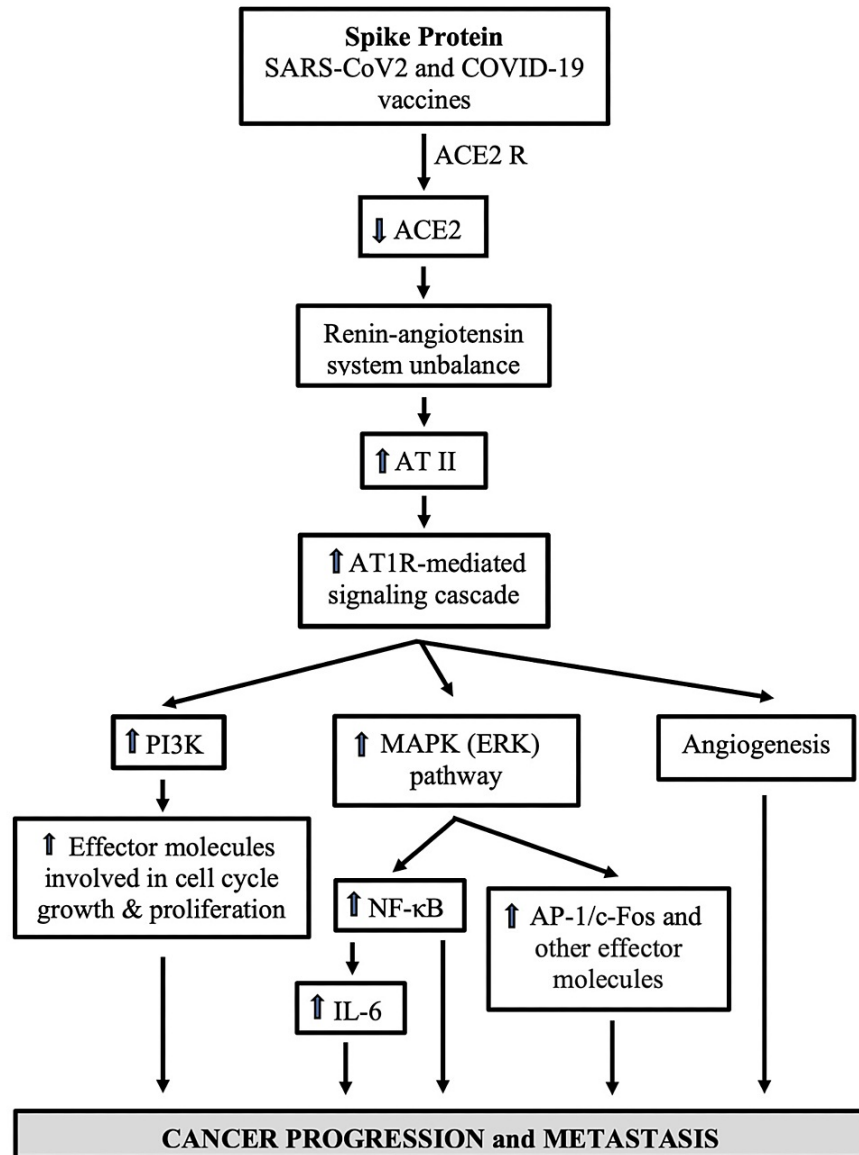 Spike Protein
SARS-CoV2 and COVID-19
vaccines
ACE2 R
⇓ ACE2
Renin-angiotensin
system unbalance
⇑ AT II
⇑ AT1R-mediated
signaling cascade
⇑ PI3K
⇑ MAPK (ERK)
pathway
Angiogenesis
⇑ Effector molecules
involved in cell cycle
growth & proliferation
⇑ NF-κB
⇑ AP-1/c-Fos and
other effector
molecules
⇑ IL-6
CANCER PROGRESSION and METASTASIS